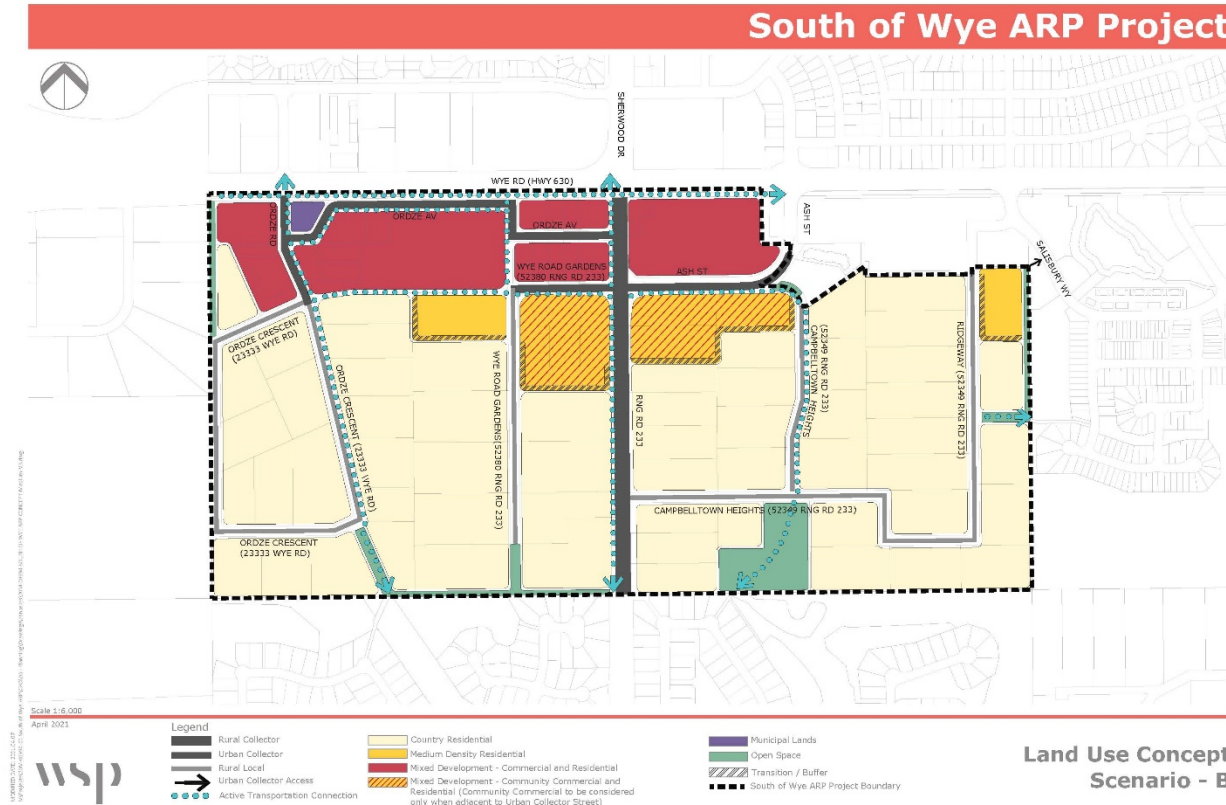 South of Wye ARP Project
SHERWOOD DR
WYE RD (HWY 630)
ORDZE RD
ORDZE AV
ORDZE AV
ASH ST
WYE ROAD GARDENS
(52380 RNG RD 233)
ASH ST
SALISBURY WY
ORDZE CRESCENT
(23333 WYE RD)
ORDZE CRESCENT (23333 WYE RD)
WYE ROAD GARDENS(52380 RNG RD 233)
RNG RD 233
(52349 RNG RD 233)
CAMPBELLTOWN HEIGHTS
RIDGEWAY (52349 RNG RD 233)
CAMPBELLTOWN HEIGHTS (52349 RNG RD 233)
ORDZE CRESCENT
(23333 WYE RD)
Scale 1:6,000
April 2021
wsp
Legend
Rural Collector
Urban Collector
Rural Local
Urban Collector Access
Active Transportation Connection
Country Residential
Medium Density Residential
Mixed Development - Commercial and Residential
Mixed Development - Community Commercial and
Residential (Community Commercial to be considered
only when adjacent to Urban Collector Street)
Municipal Lands
Open Space
Transition / Buffer
South of Wye ARP Project Boundary
Land Use Concept
Scenario - B